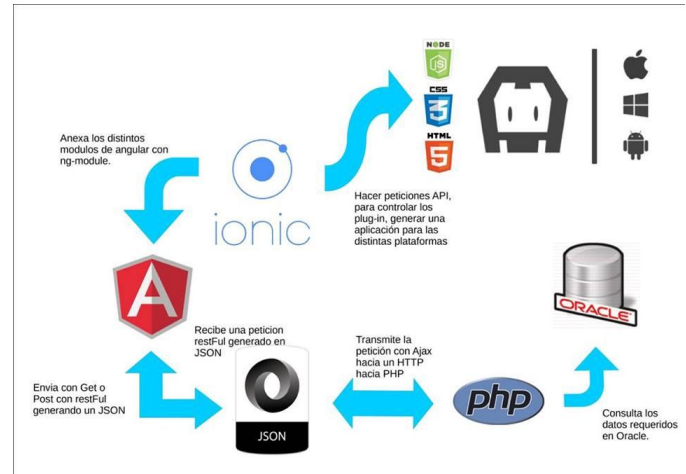 NODE
JS
CSS
3
HTML
5
Anexa los distintos
modulos de angular con
ng-module.
ionic
Hacer peticiones API,
para controlar los
plug-in, generar una
aplicación para las
distintas plataformas
A
ORACLE
Recibe una peticion
restFul generado en
JSON
Transmite la
petición con Ajax
hacia un HTTP
hacia PHP
Envia con Get o
Post con restFul
generando un JSON
JSON
php
Consulta los
datos requeridos
en Oracle.